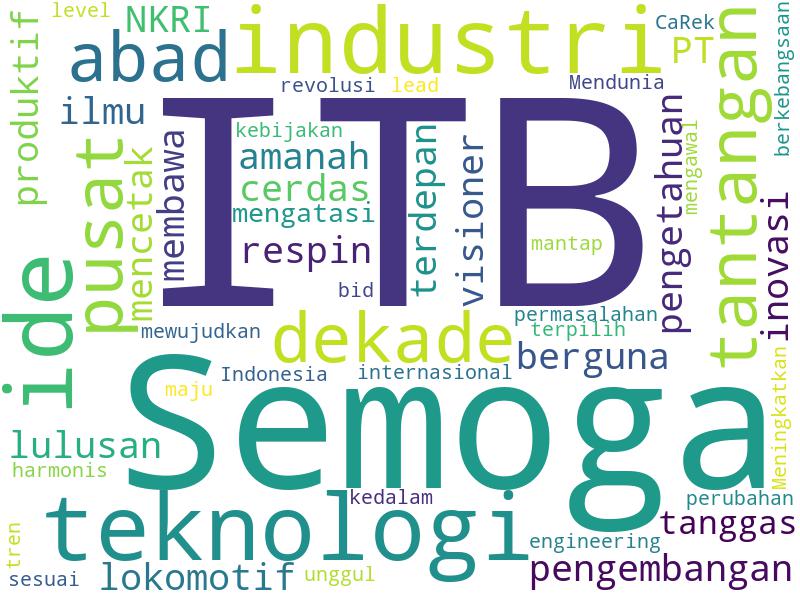 level
NKRI
industri
CaRek
PT
abad
produktif
tantangan
berkebangsaan
revolusi
lead
Mendunia
ilmu
ITB
kebijakan
amanah
cerdas
mengatasi
respin
bid
membawa
mencetak
pusat
terdepan
visioner
mantap
pengetahuan
mengawal
inovasi
ide
mewujudkan
dekade
permasalahan
terpilih
berguna
Indonesia
internasional
maju
Semoga
Meningkatkan
lulusan
harmonis
kedalam
perubahan
teknologi
tanggas
tren
engineering
sesuai
lokomotif
unggul
pengembangan